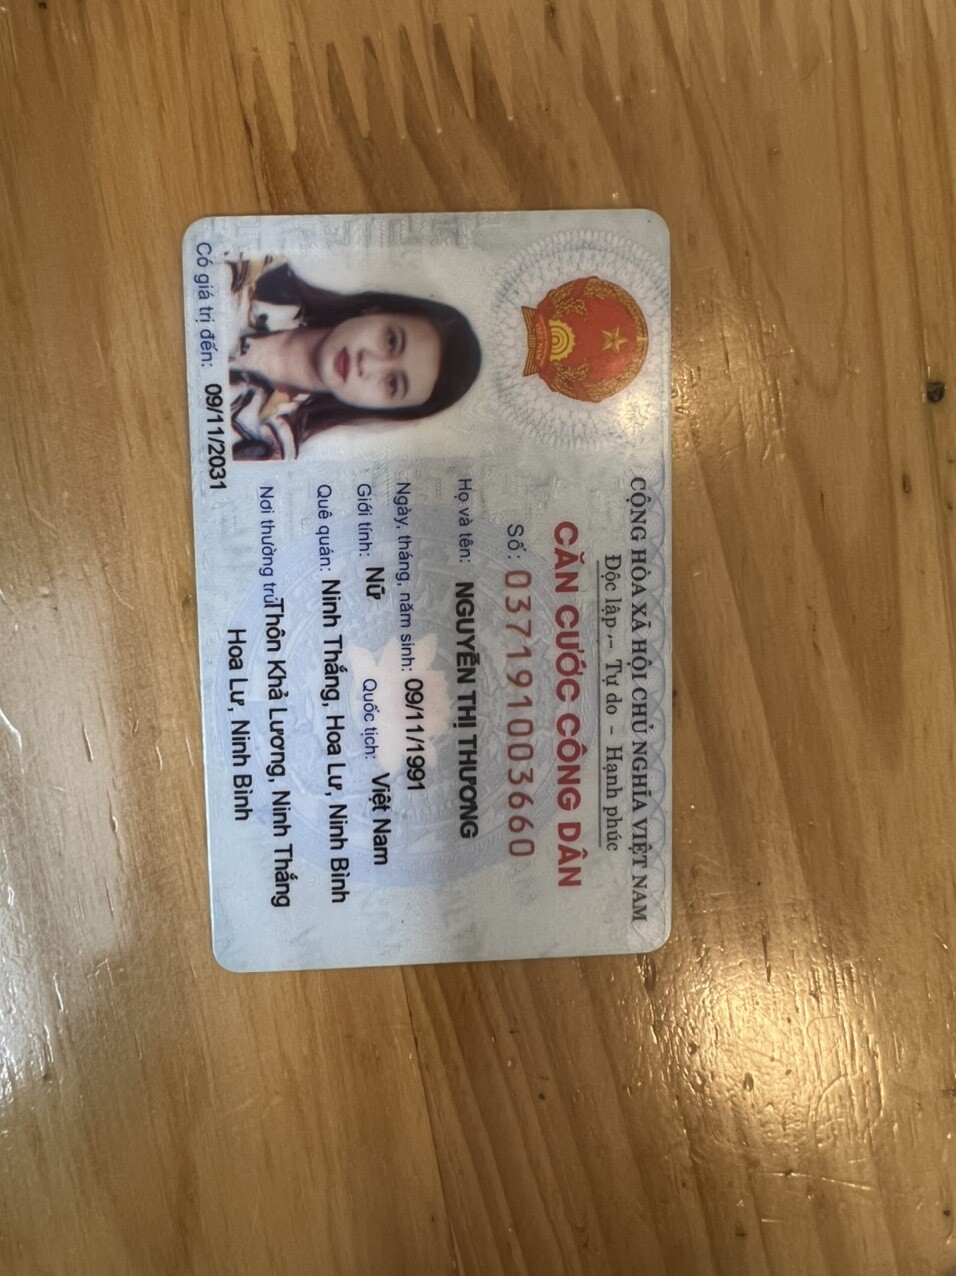 CỘNG HÒA XÃ HỘI CHỦ NGHĨA VIỆT NAM
Độc lập - Tự do - Hạnh phúc
CĂN CƯỚC CÔNG DÂN
Số: 037191003660
Họ và tên: NGUYỄN THỊ THƯƠNG
Ngày, tháng, năm sinh: 09/11/1991
Giới tính: Nữ Quốc tịch: Việt Nam
Quê quán: Ninh Thắng, Hoa Lư, Ninh Bình
Nơi thường trú: Thôn Khả Lương, Ninh Thắng
Hoa Lư, Ninh Bình
Có giá trị đến: 09/11/2031